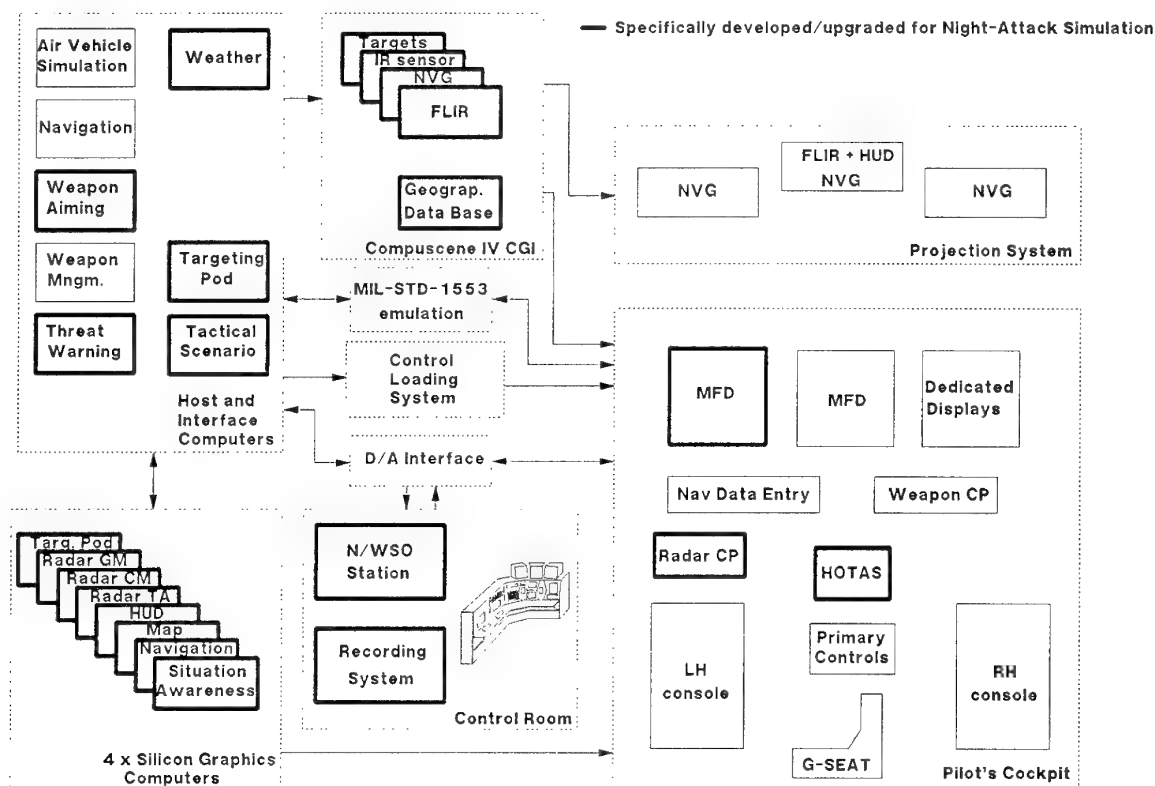 Specifically developed/upgraded for Night-Attack Simulation
Air Vehicle
Simulation
Weather
Navigation
Weapon
Aiming
Weapon
Mngm.
Targeting
Pod
Threat
Warning
Tactical
Scenario
Host and
Interface
Computers
Targets
IR sensor
NVG
FLIR
Geograp.
Data Base
Compuscene IV CGI
MIL-STD-1553
emulation
Control
Loading
System
D/A Interface
NVG
FLIR + HUD
NVG
NVG
Projection System
MFD
MFD
Dedicated
Displays
Nav Data Entry
Weapon CP
Radar CP
HOTAS
LH
console
Primary
Controls
RH
console
G-SEAT
Pilot's Cockpit
Targ. Pod
Radar GM
Radar CM
Radar TA
HUD
Map
Navigation
Situation
Awareness
4 x Silicon Graphics
Computers
N/WSO
Station
Recording
System
Control Room